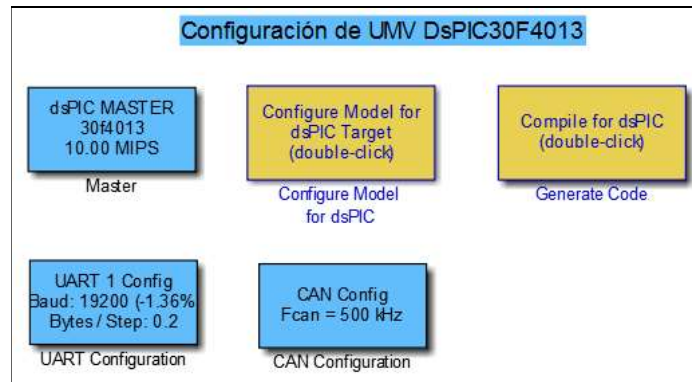 Configuración de UMV DsPIC30F4013
dsPIC MASTER
30f4013
10.00 MIPS
Master
Configure Model for
dsPIC Target
(double-click)
Configure Model
for dsPIC
Compile for dsPIC
(double-click)
Generate Code
UART 1 Config
Baud: 19200 (-1.36%
Bytes / Step: 0.2
UART Configuration
CAN Config
Fcan = 500 kHz
CAN Configuration